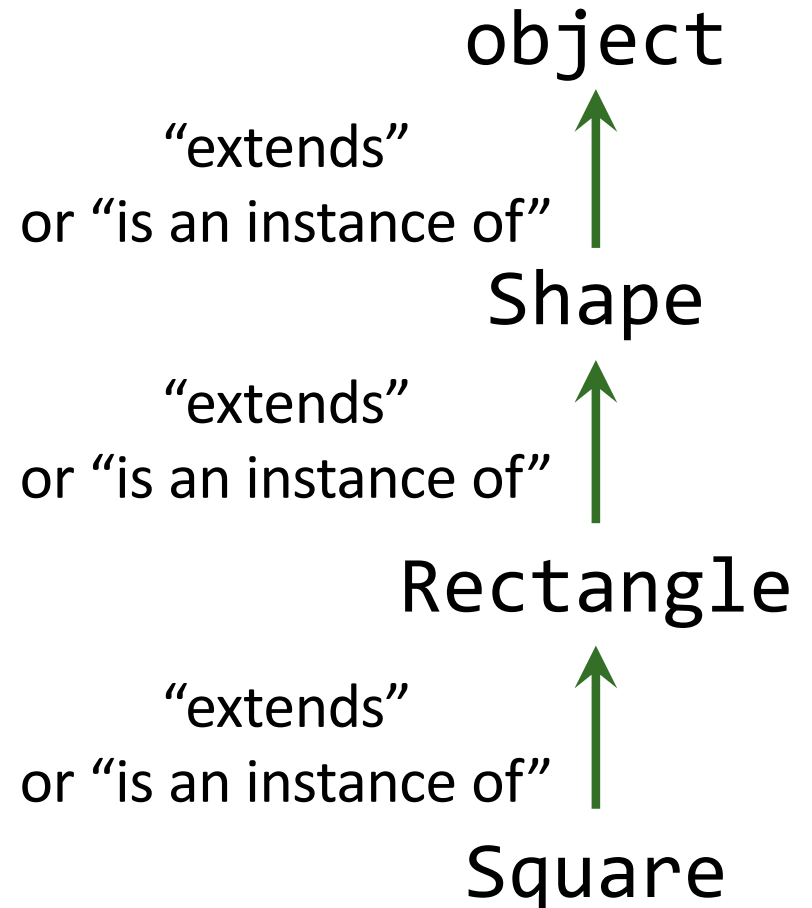 object
“extends”
or “is an instance of”
Shape
“extends”
or “is an instance of”
Rectangle
“extends”
or “is an instance of”
Square